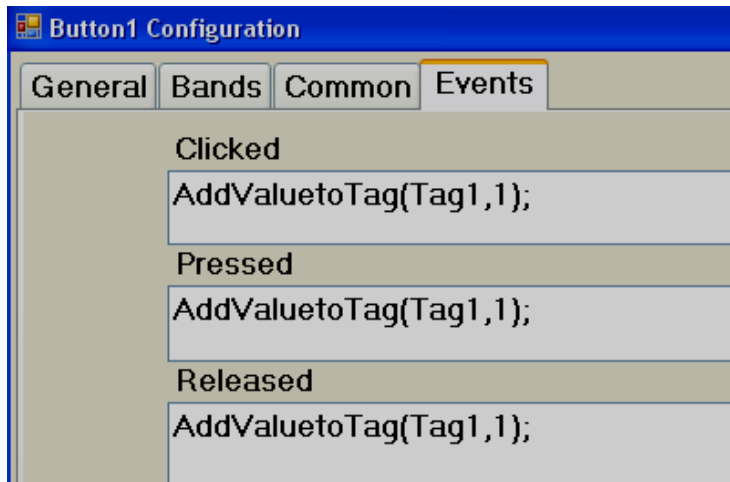 Button1 Configuration
General Bands Common Events
Clicked
AddValuetoTag(Tag1,1);
Pressed
AddValuetoTag(Tag1,1);
Released
AddValuetoTag(Tag1,1);